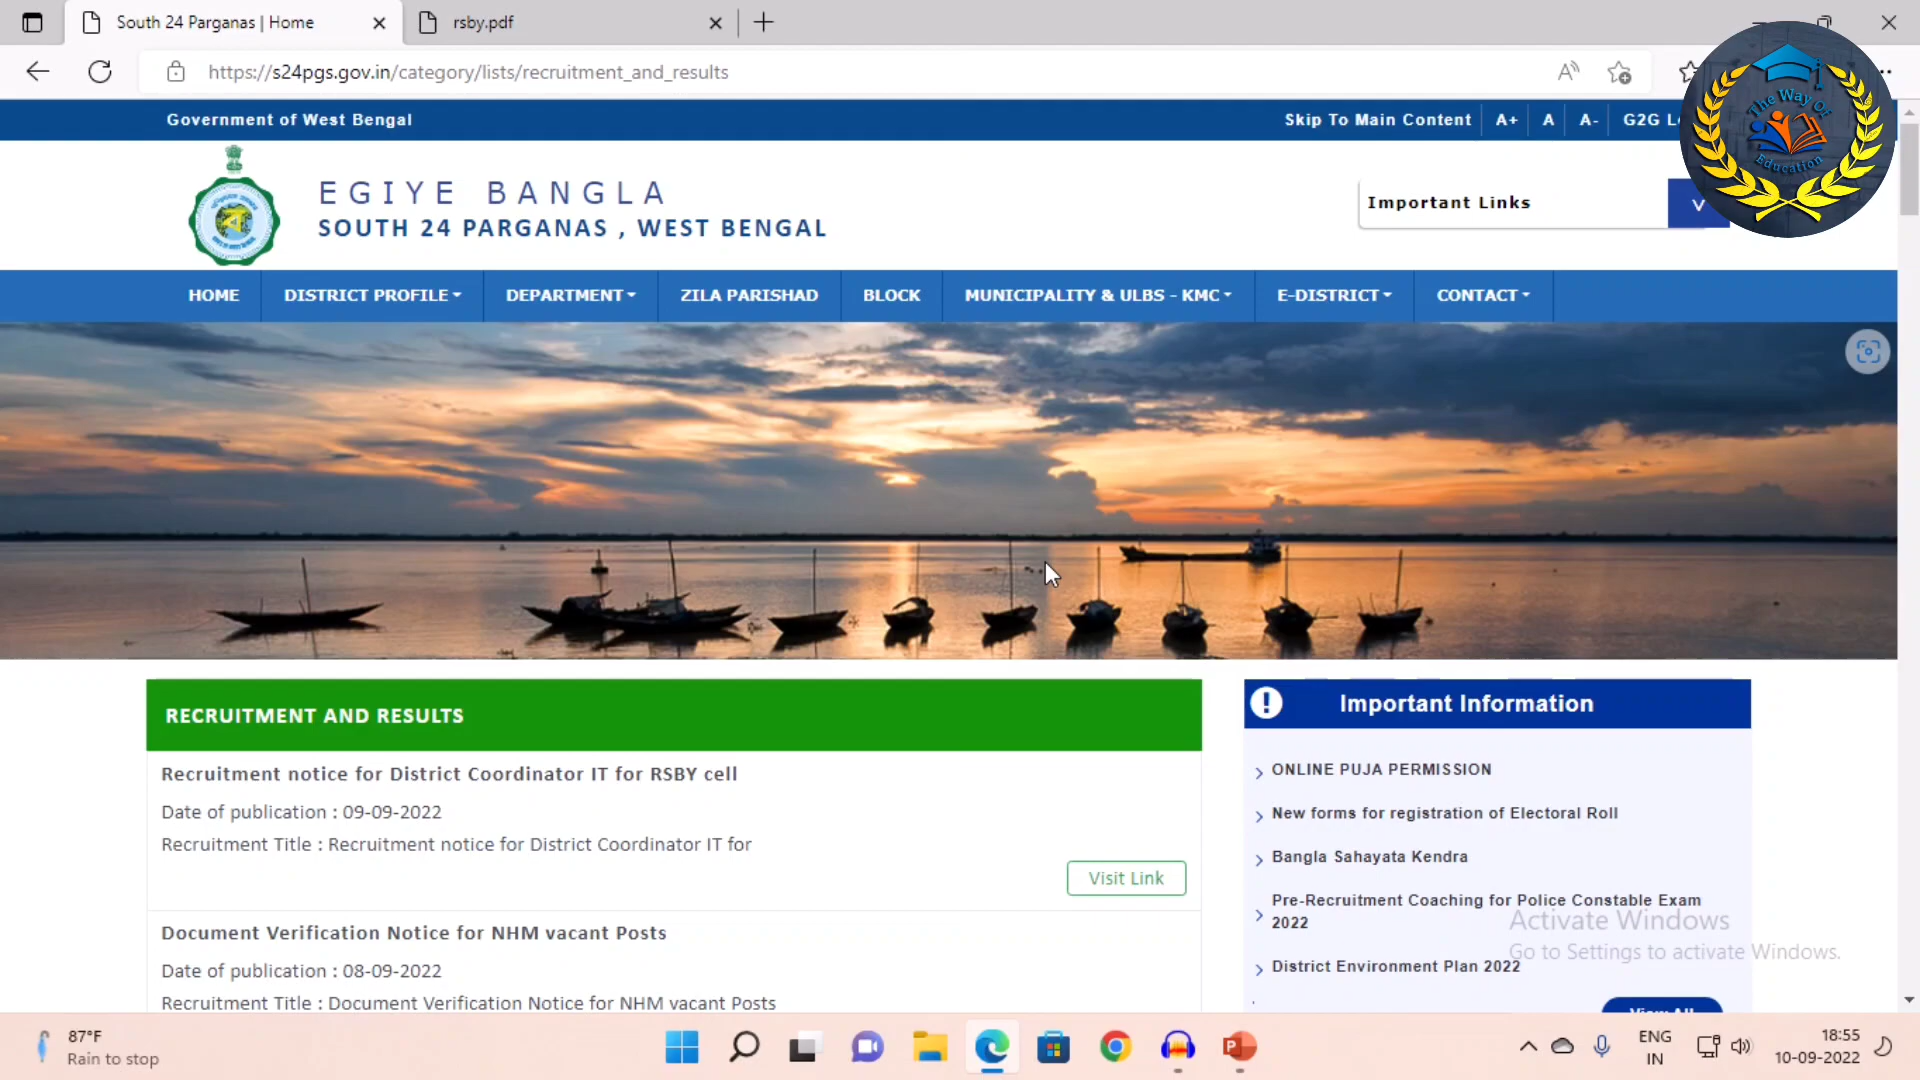 South 24 Parganas | Home
rsby.pdf
https://s24pgs.gov.in/category/lists/recruitment_and_results
Government of West Bengal
Skip To Main Content
A+
A
A-
G2G
The Way Of
Education
EGIYE BANGLA
SOUTH 24 PARGANAS , WEST BENGAL
Important Links
HOME
DISTRICT PROFILE
DEPARTMENT
ZILA PARISHAD
BLOCK
MUNICIPALITY & ULBS - KMC
E-DISTRICT
CONTACT
RECRUITMENT AND RESULTS
Recruitment notice for District Coordinator IT for RSBY cell
Date of publication : 09-09-2022
Recruitment Title : Recruitment notice for District Coordinator IT for
Visit Link
Document Verification Notice for NHM vacant Posts
Date of publication : 08-09-2022
Recruitment Title : Document Verification Notice for NHM vacant Posts
Important Information
ONLINE PUJA PERMISSION
New forms for registration of Electoral Roll
Bangla Sahayata Kendra
Pre-Recruitment Coaching for Police Constable Exam
2022
District Environment Plan 2022
View All
Activate Windows
Go to Settings to activate Windows.
87°F
Rain to stop
ENG
IN
18:55
10-09-2022